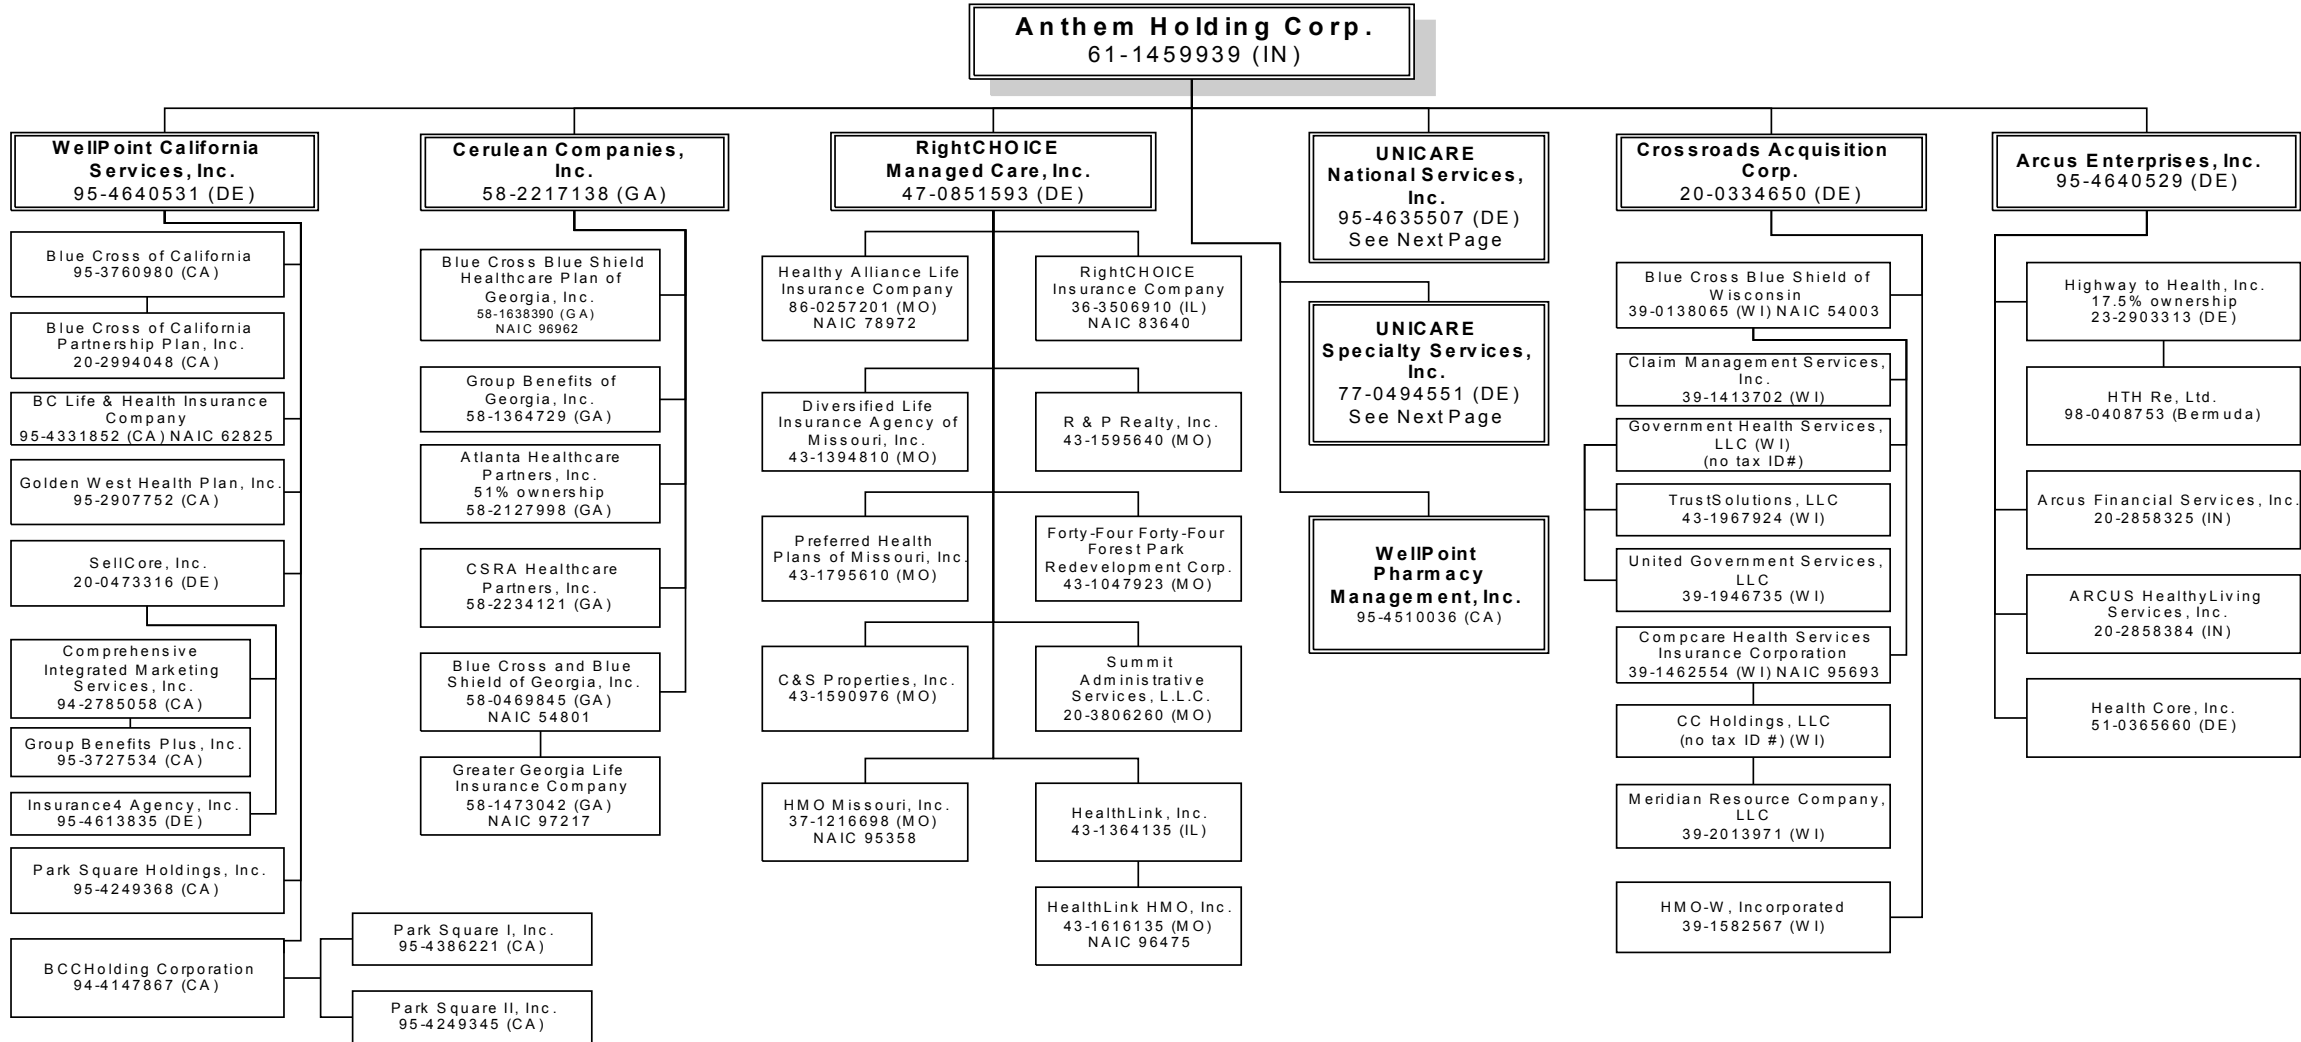 Anthem Holding Corp.
61-1459939 (IN)
WellPoint California
Services, Inc.
95-4640531 (DE)
Blue Cross of California
95-3760980 (CA)
Blue Cross of California
Partnership Plan, Inc.
20-2994048 (CA)
BC Life & Health Insurance
Company
95-4331852 (CA) NAIC 62825
Golden West Health Plan, Inc.
95-2907752 (CA)
SellCore, Inc.
20-0473316 (DE)
Comprehensive
Integrated Marketing
Services, Inc.
94-2785058 (CA)
Group Benefits Plus, Inc.
95-3727534 (CA)
Insurance4 Agency, Inc.
95-4613835 (DE)
Park Square Holdings, Inc.
95-4249368 (CA)
BCCHolding Corporation
94-4147867 (CA)
Park Square I, Inc.
95-4386221 (CA)
Park Square II, Inc.
95-4249345 (CA)
Cerulean Companies,
Inc.
58-2217138 (GA)
Blue Cross Blue Shield
Healthcare Plan of
Georgia, Inc.
58-1638390 (GA)
NAIC 96962
Group Benefits of
Georgia, Inc.
58-1364729 (GA)
Atlanta Healthcare
Partners, Inc.
51% ownership
58-2127998 (GA)
CSRA Healthcare
Partners, Inc.
58-2234121 (GA)
Blue Cross and Blue
Shield of Georgia, Inc.
58-0469845 (GA)
NAIC 54801
Greater Georgia Life
Insurance Company
58-1473042 (GA)
NAIC 97217
RightCHOICE
Managed Care, Inc.
47-0851593 (DE)
Healthy Alliance Life
Insurance Company
86-0257201 (MO)
NAIC 78972
RightCHOICE
Insurance Company
36-3506910 (IL)
NAIC 83640
Diversified Life
Insurance Agency of
Missouri, Inc.
43-1394810 (MO)
R & P Realty, Inc.
43-1595640 (MO)
Preferred Health
Plans of Missouri, Inc.
43-1795610 (MO)
Forty-Four Forty-Four
Forest Park
Redevelopment Corp.
43-1047923 (MO)
C&S Properties, Inc.
43-1590976 (MO)
Summit
Administrative
Services, L.L.C.
20-3806260 (MO)
HMO Missouri, Inc.
37-1216698 (MO)
NAIC 95358
HealthLink, Inc.
43-1364135 (IL)
HealthLink HMO, Inc.
43-1616135 (MO)
NAIC 96475
UNICARE
National Services,
Inc.
95-4635507 (DE)
See Next Page
UNICARE
Specialty Services,
Inc.
77-0494551 (DE)
See Next Page
WellPoint
Pharmacy
Management, Inc.
95-4510036 (CA)
Crossroads Acquisition
Corp.
20-0334650 (DE)
Blue Cross Blue Shield of
Wisconsin
39-0138065 (WI) NAIC 54003
Claim Management Services,
Inc.
39-1413702 (WI)
Government Health Services,
LLC (WI)
(no tax ID#)
TrustSolutions, LLC
43-1967924 (WI)
United Government Services,
LLC
39-1946735 (WI)
Compcare Health Services
Insurance Corporation
39-1462554 (WI) NAIC 95693
CC Holdings, LLC
(no tax ID #) (WI)
Meridian Resource Company,
LLC
39-2013971 (WI)
HMO-W, Incorporated
39-1582567 (WI)
Arcus Enterprises, Inc.
95-4640529 (DE)
Highway to Health, Inc.
17.5% ownership
23-2903313 (DE)
HTH Re, Ltd.
98-0408753 (Bermuda)
Arcus Financial Services, Inc.
20-2858325 (IN)
ARCUS HealthyLiving
Services, Inc.
20-2858384 (IN)
Health Core, Inc.
51-0365660 (DE)